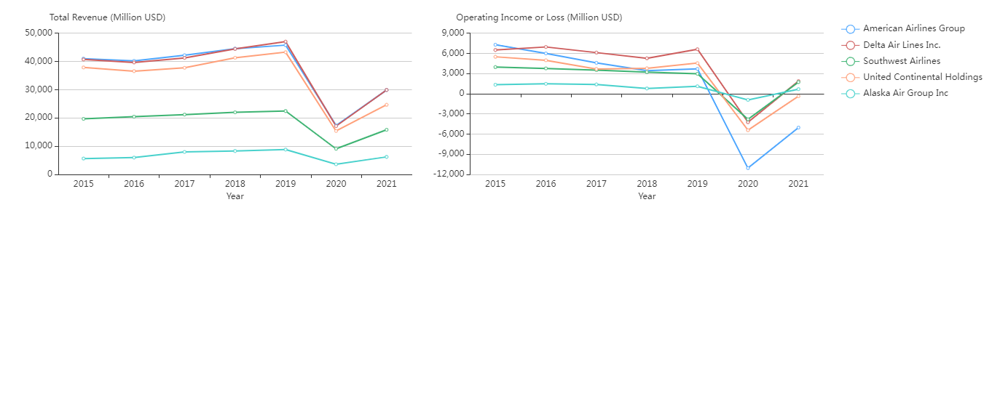 Total Revenue (Million USD)
50,000
40,000
30,000
20,000
10,000
0
2015 2016 2017 2018 2019 2020 2021
Year
Operating Income or Loss (Million USD)
9,000
6,000
3,000
0
-3,000
-6,000
-9,000
-12,000
2015 2016 2017 2018 2019 2020 2021
Year
American Airlines Group
Delta Air Lines Inc.
Southwest Airlines
United Continental Holdings
Alaska Air Group Inc